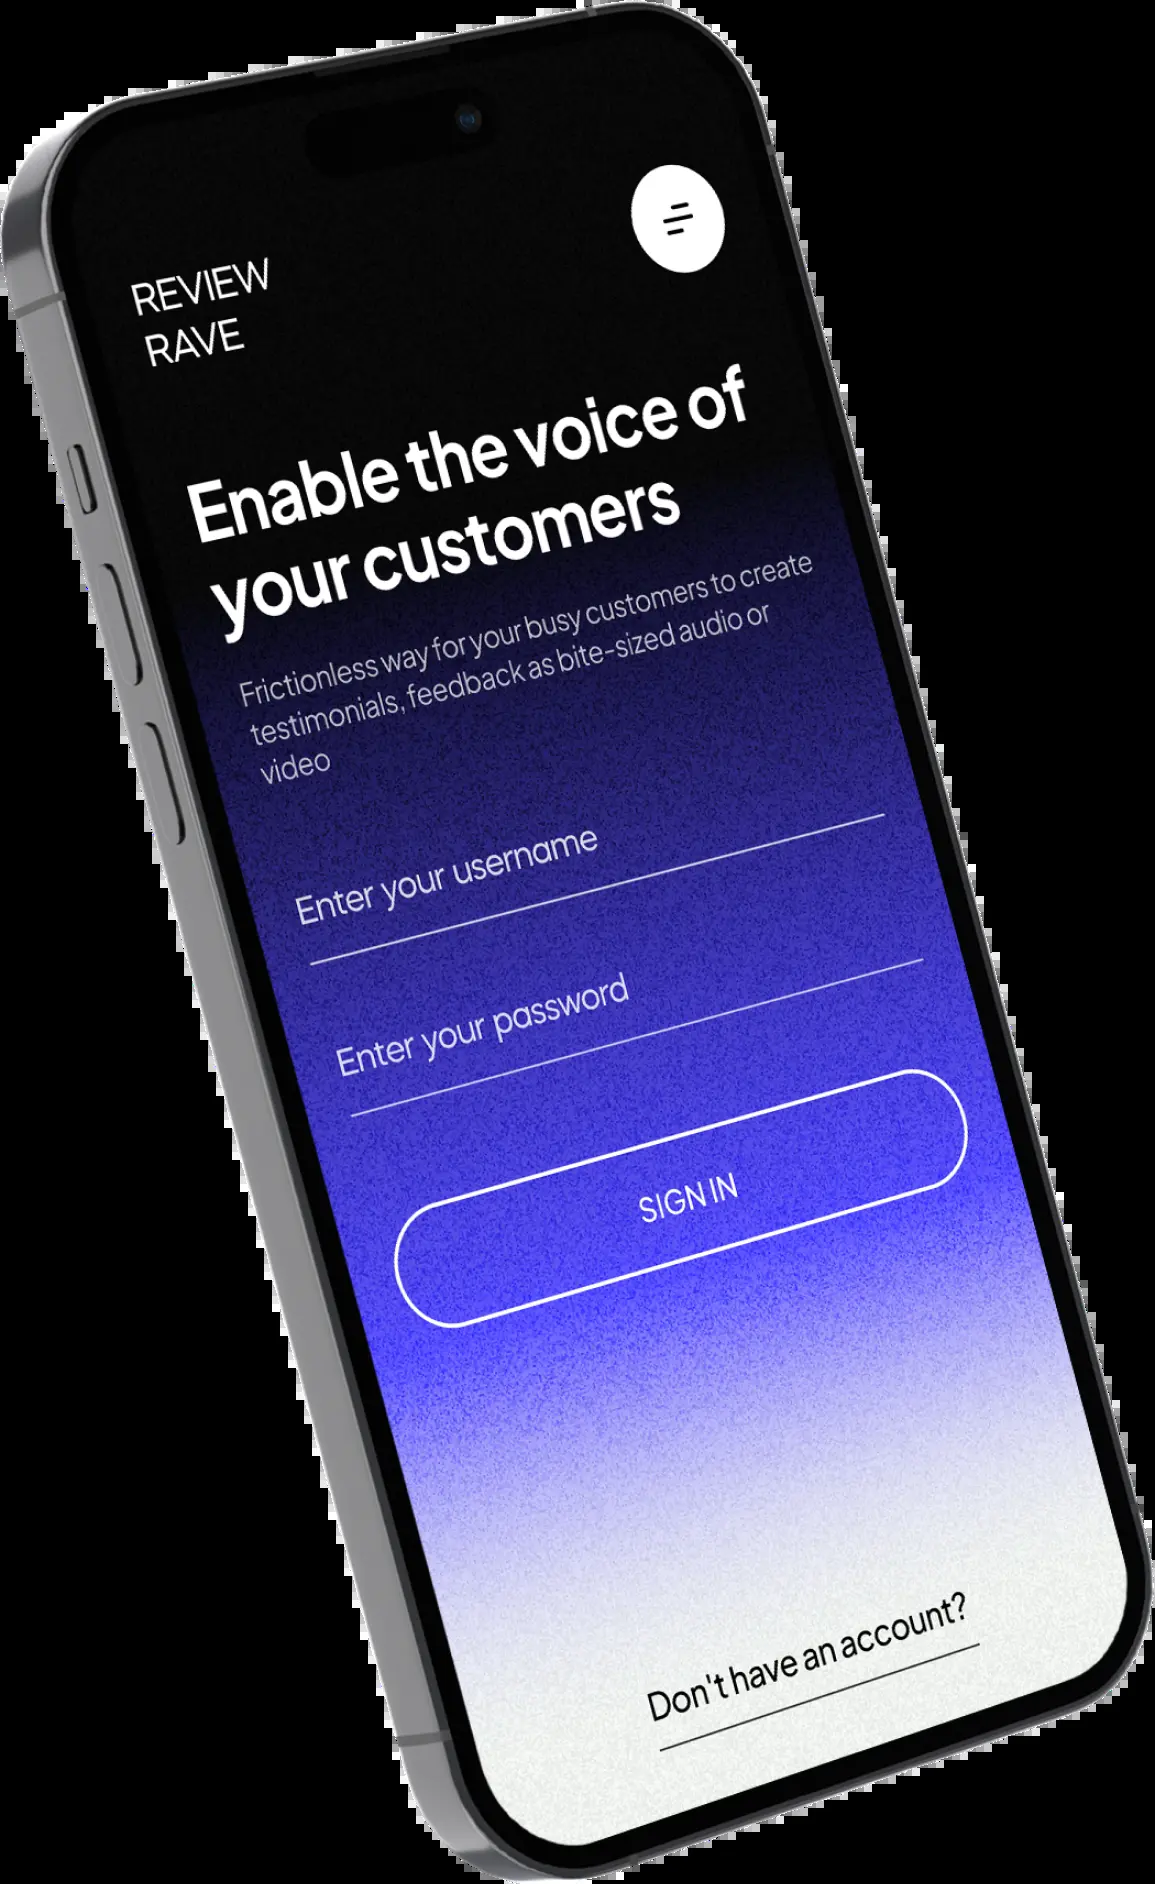 REVIEW
RAVE
Enable the voice of
your customers
Frictionless way for your busy customers to create
testimonials, feedback as bite-sized audio or
video
Enter your username
Enter your password
SIGN IN
Don't have an account?